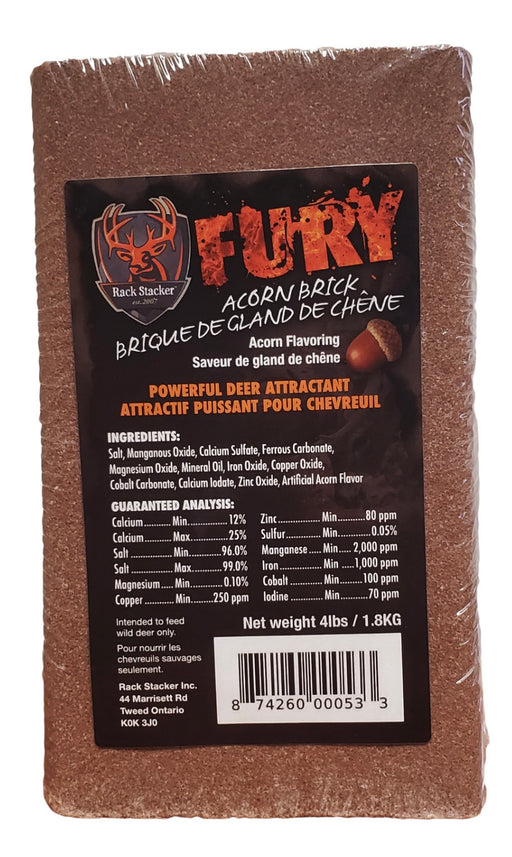 Rack Stacker
est. 2007
FURY
ACORN BRICK
BRIQUE DE GLAND DE CHÊNE
Acorn Flavoring
Saveur de gland de chêne
POWERFUL DEER ATTRACTANT
ATTRACTIF PUISSANT POUR CHEVREUIL
INGREDIENTS:
Salt, Manganous Oxide, Calcium Sulfate, Ferrous Carbonate,
Magnesium Oxide, Mineral Oil, Iron Oxide, Copper Oxide,
Cobalt Carbonate, Calcium Iodate, Zinc Oxide, Artificial Acorn Flavor
GUARANTEED ANALYSIS:
Calcium.......... Min............. 12%
Calcium.......... Max............. 25%
Salt.......... Min............. 96.0%
Salt.......... Max............. 99.0%
Magnesium.... Min............. 0.10%
Copper.......... Min.......... 250 ppm
Zinc.......... Min.......... 80 ppm
Sulfur.......... Min.......... 0.05%
Manganese.... Min.... 2,000 ppm
Iron.......... Min.... 1,000 ppm
Cobalt.......... Min.......... 100 ppm
Iodine.......... Min.......... 70 ppm
Net weight 4lbs / 1.8KG
Intended to feed
wild deer only.
Pour nourrir les
chevreuils sauvages
seulement.
Rack Stacker Inc.
44 Marrisett Rd
Tweed Ontario
K0K 3J0
8 74260 00053 3